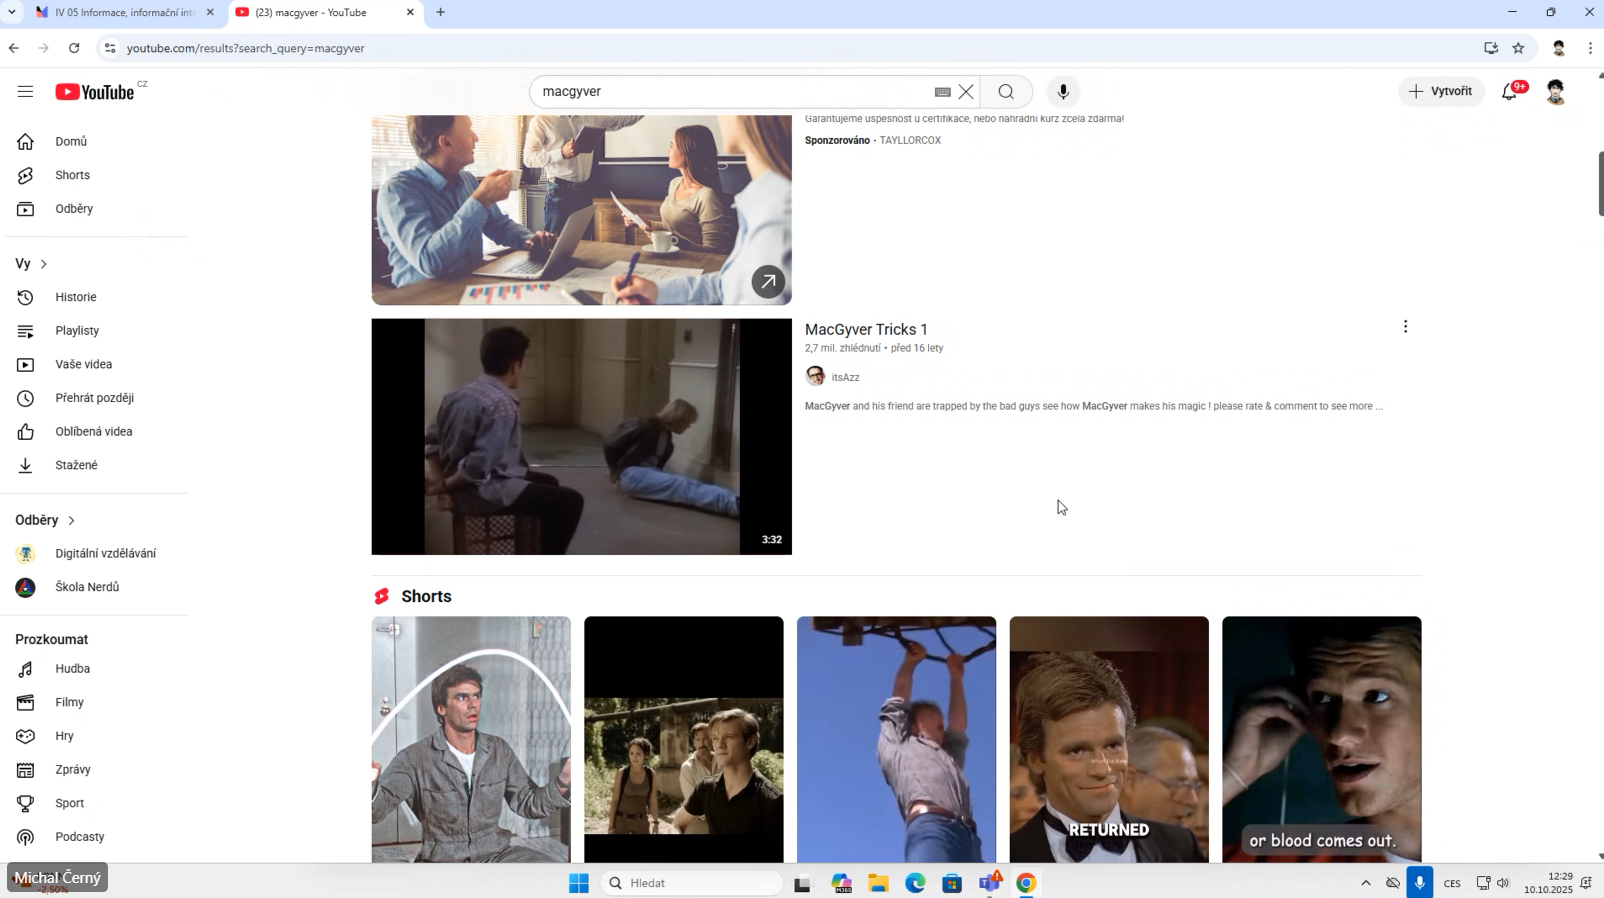 IV 05 Informace, informační int
(23) macgyver - YouTube
youtube.com/results?search_query=macgyver
YouTube CZ
macgyver
Vytvořit
9+
Domů
Shorts
Odběry
Vy
Historie
Playlisty
Vaše videa
Přehrát později
Oblíbená videa
Stažené
Odběry
Digitální vzdělávání
Škola Nerdů
Prozkoumat
Hudba
Filmy
Hry
Zprávy
Sport
Podcasty
Garantujeme úspěšnost u certifikace, nebo náhradní kurz zcela zdarma!
Sponzorováno • TAYLLORCOX
MacGyver Tricks 1
2,7 mil. zhlédnutí • před 16 lety
itsAzz
MacGyver and his friend are trapped by the bad guys see how MacGyver makes his magic ! please rate & comment to see more ...
3:32
Shorts
RETURNED
or blood comes out.
Michal Černý
-2,50%
Hledat
M365
CES
12:29
10.10.2025